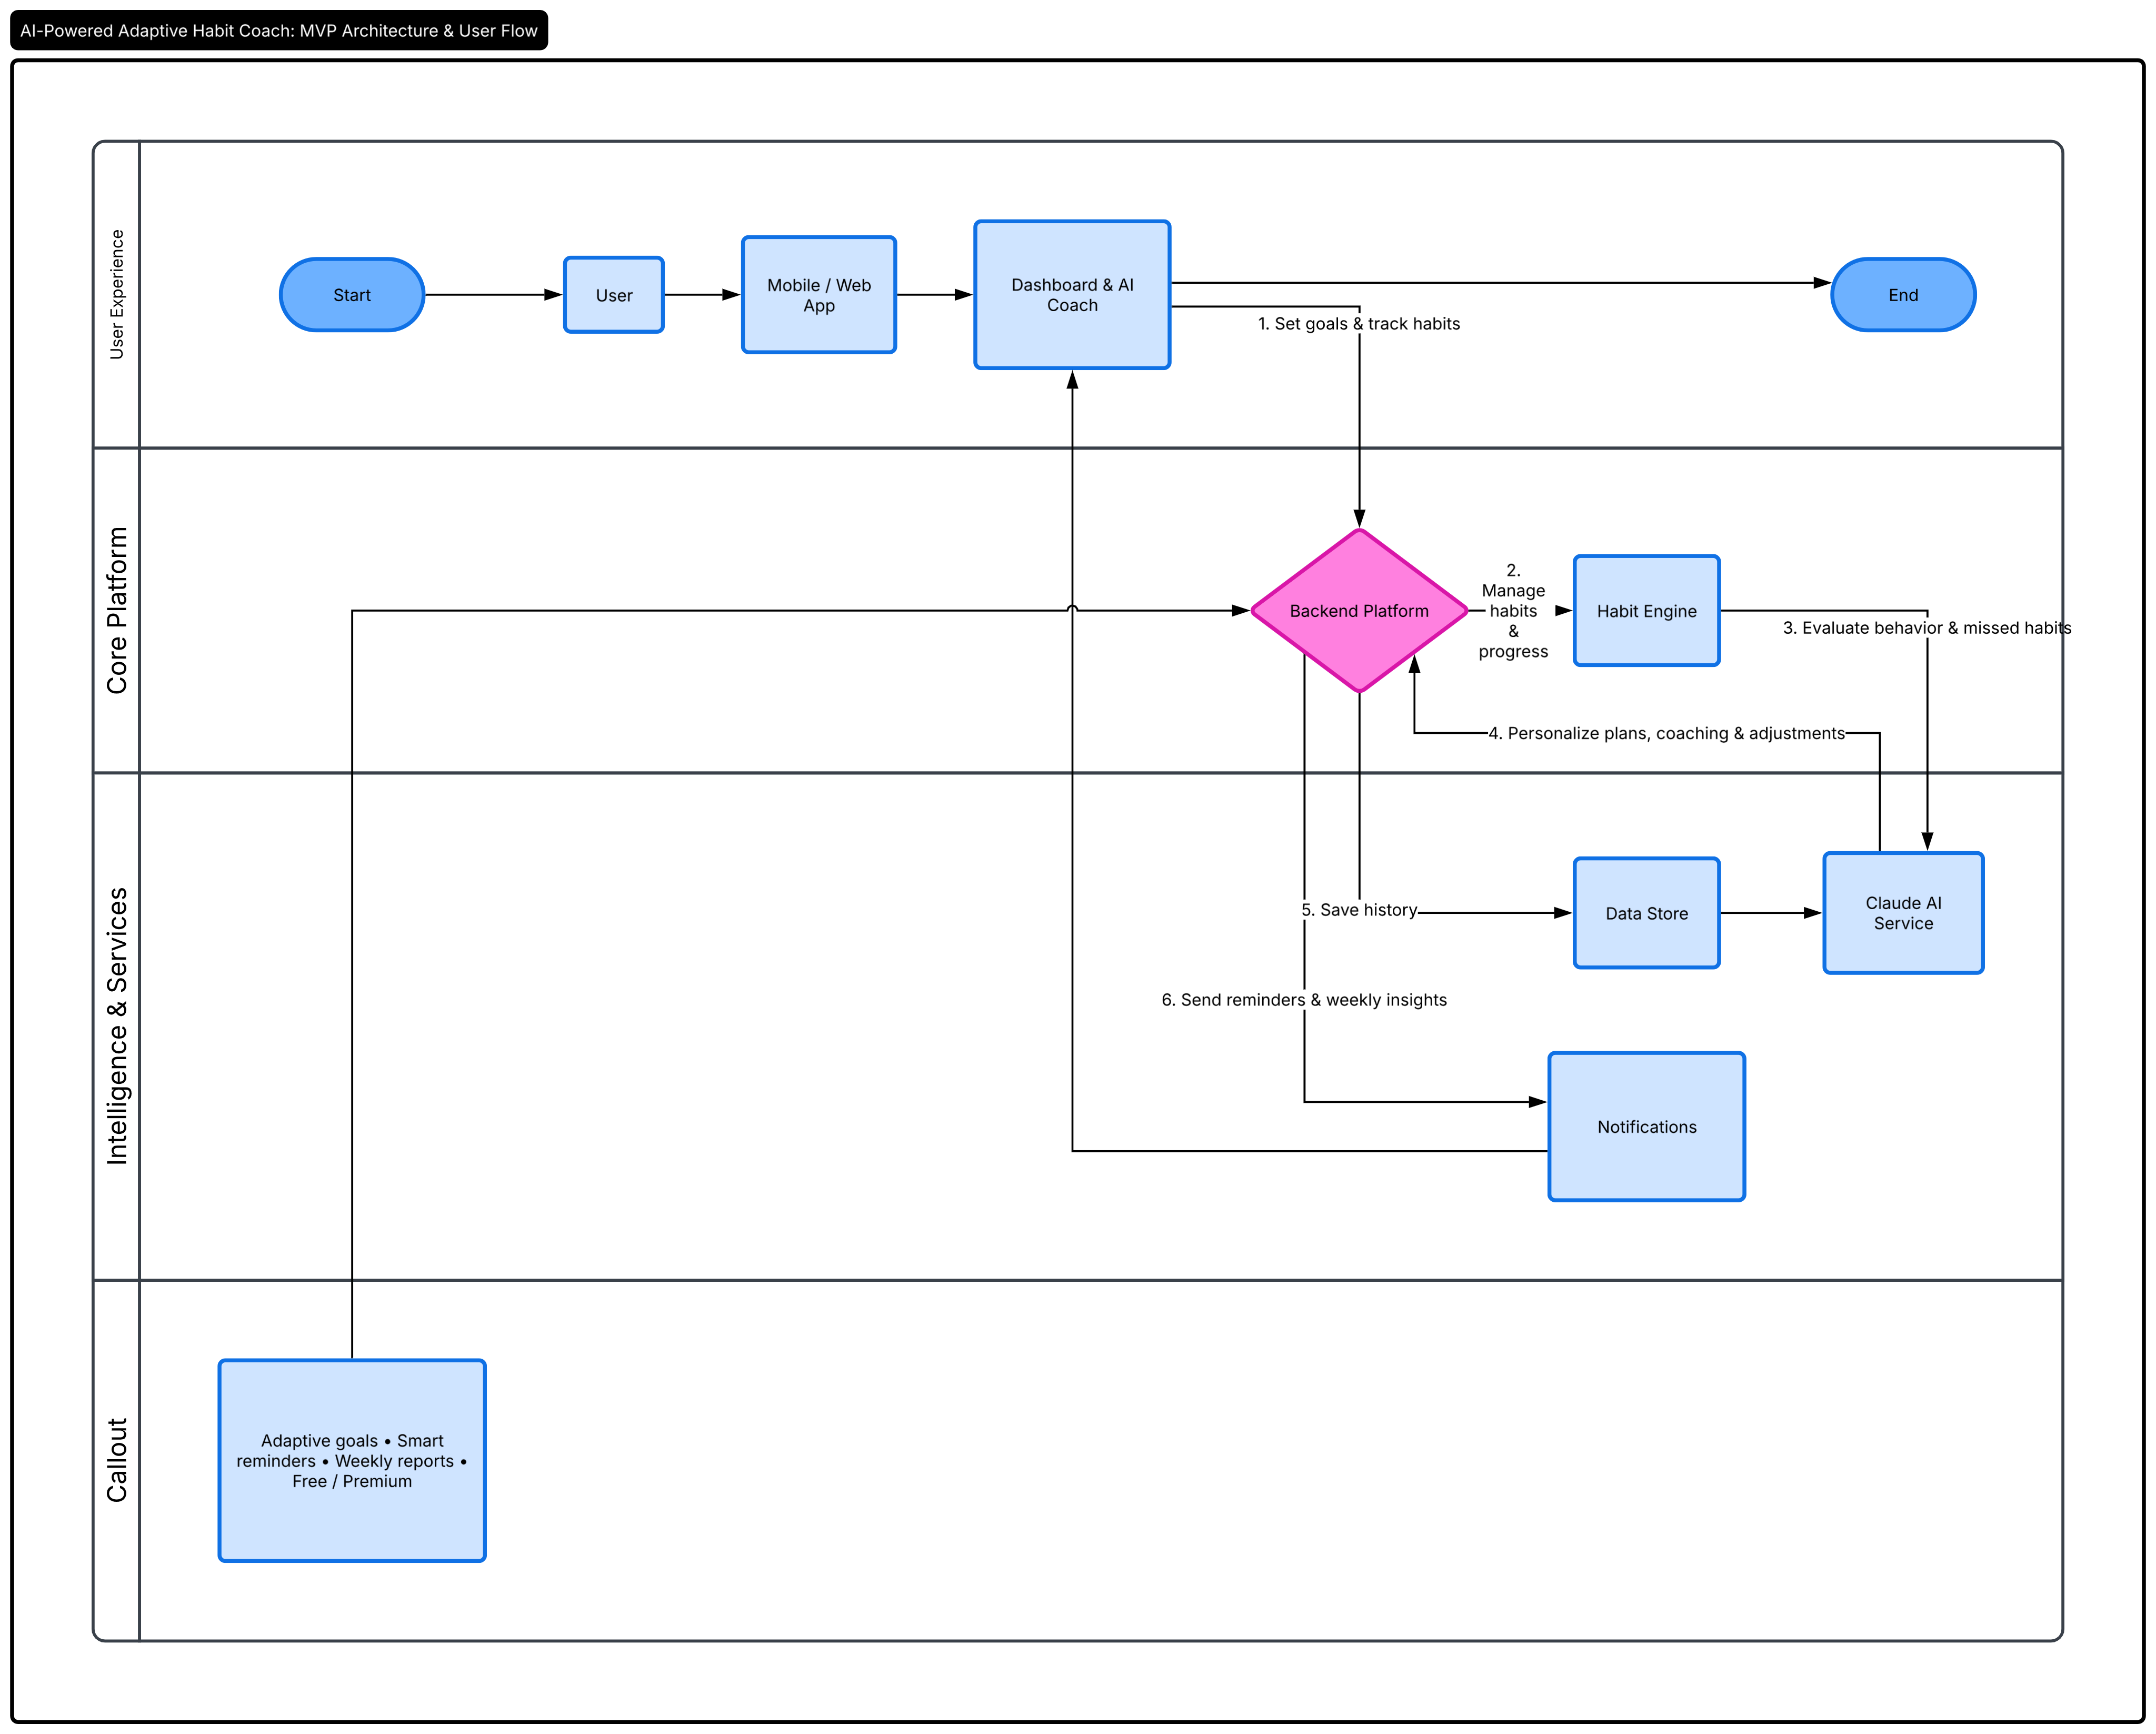 AI-Powered Adaptive Habit Coach: MVP Architecture & User Flow
User Experience
Start
User
Mobile / Web
App
Dashboard & AI
Coach
End
1. Set goals & track habits
Core Platform
Backend Platform
2.
Manage
habits
&
progress
Habit Engine
3. Evaluate behavior & missed habits
4. Personalize plans, coaching & adjustments
Intelligence & Services
5. Save history
Data Store
Claude AI
Service
6. Send reminders & weekly insights
Notifications
Callout
Adaptive goals • Smart
reminders • Weekly reports •
Free / Premium